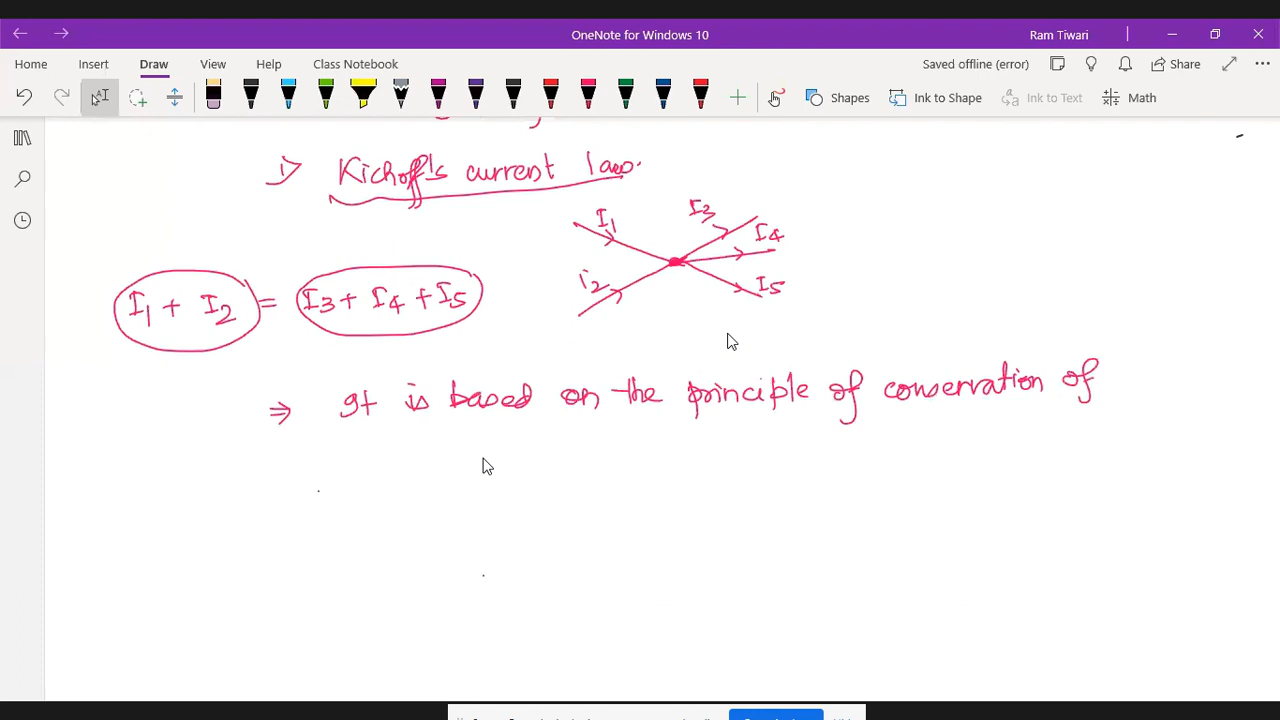 OneNote for Windows 10
Ram Tiwari
Home Insert Draw View Help Class Notebook
Saved offline (error)
Share
Shapes
Ink to Shape
Ink to Text
Math
i) Kichoff's current law.
I1
I3
I4
i2
I5
I1 + I2 = I3 + I4 + I5
⇒ It is based on the principle of conservation of